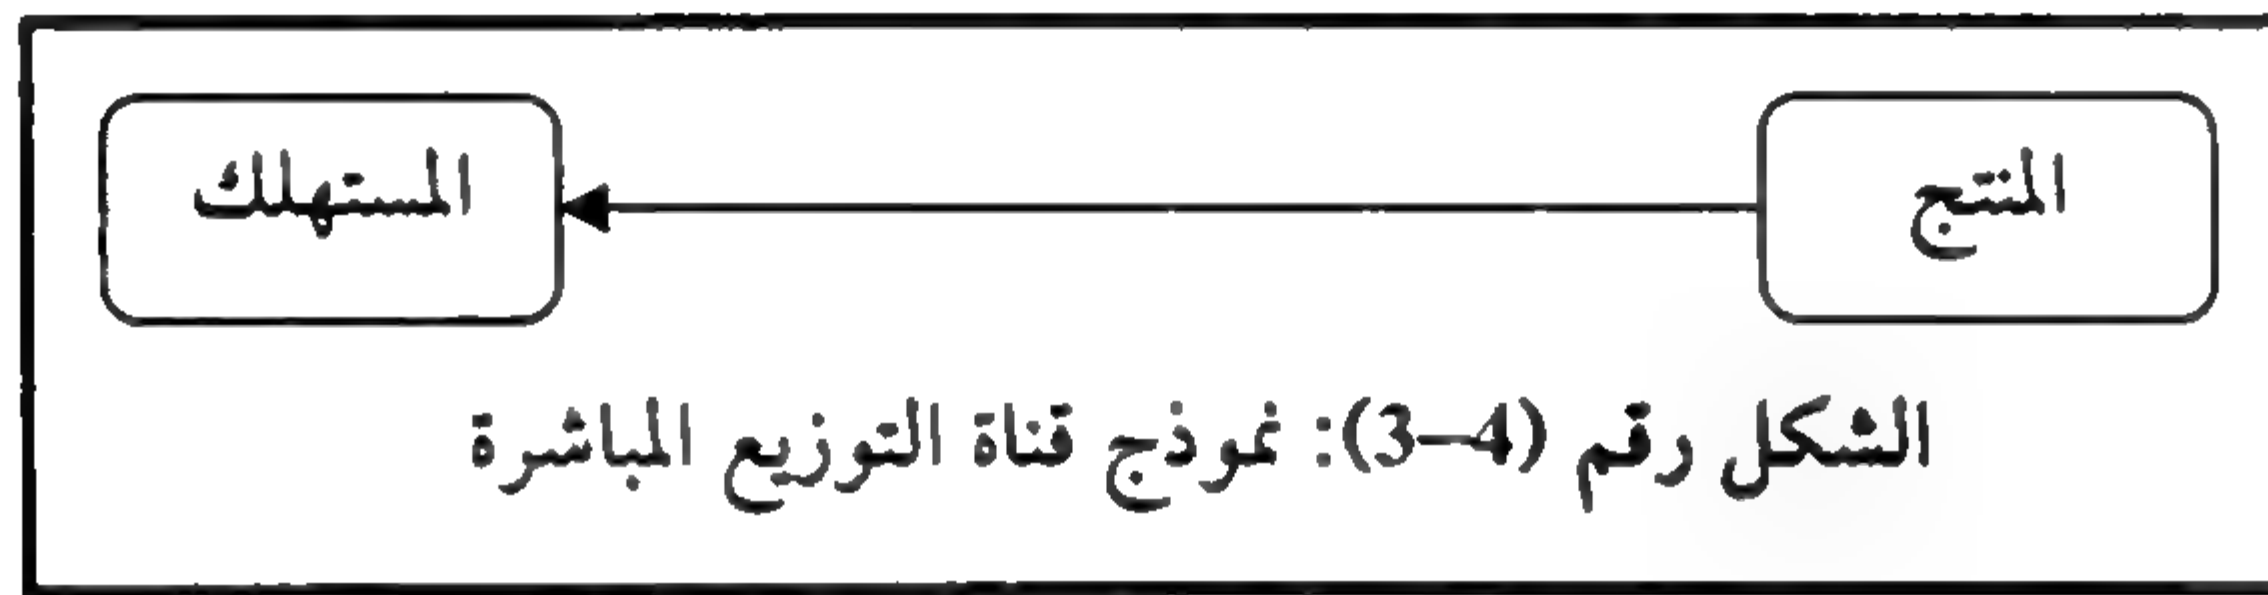 المنتج
المستهلك
الشكل رقم (4-3): نموذج قناة التوزيع المباشرة